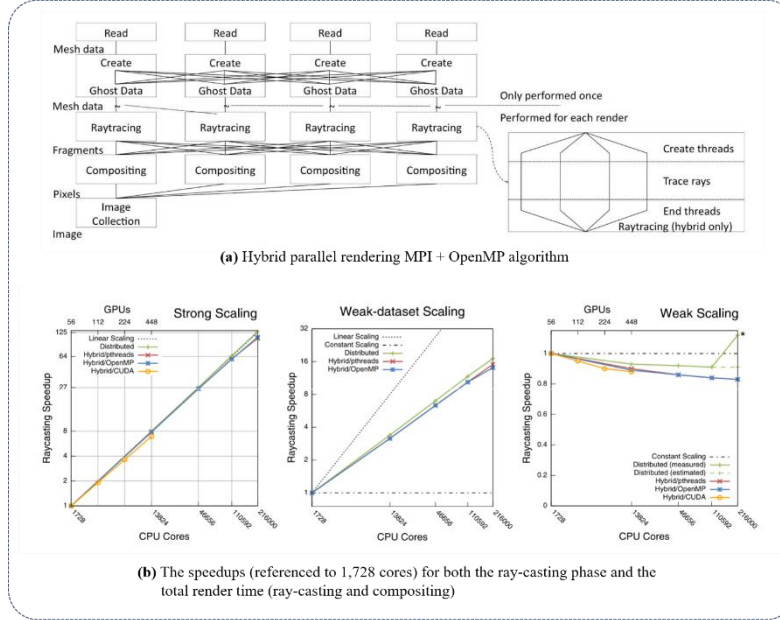 Read Read Read Read
Mesh data
Create Create Create Create
Ghost Data Ghost Data Ghost Data Ghost Data
Only performed once
Mesh data
Performed for each render
Raytracing Raytracing Raytracing Raytracing
Create threads
Fragments
Compositing Compositing Compositing Compositing
Trace rays
Pixels
Image
Collection
End threads
Raytracing (hybrid only)
Image
(a) Hybrid parallel rendering MPI + OpenMP algorithm
GPUs
56 112 224 448
Strong Scaling
Linear Scaling
Distributed
Hybrid/pthreads
Hybrid/OpenMP
Hybrid/CUDA
125
64
27
8
4
2
1
Raycasting Speedup
1728 13824 46656 110592 216000
CPU Cores
Weak-dataset Scaling
Linear Scaling
Constant Scaling
Distributed
Hybrid/pthreads
Hybrid/OpenMP
32
16
8
4
2
1
Raycasting Speedup
1728 13824 46656 110592 216000
CPU Cores
GPUs
56 112 224 448
Weak Scaling
*
1
0.8
0.6
0.4
0.2
0
Raycasting Speedup
Constant Scaling
Distributed (measured)
Distributed (estimated)
Hybrid/pthreads
Hybrid/OpenMP
Hybrid/CUDA
1728 13824 46656 110592 216000
CPU Cores
(b) The speedups (referenced to 1,728 cores) for both the ray-casting phase and the
total render time (ray-casting and compositing)